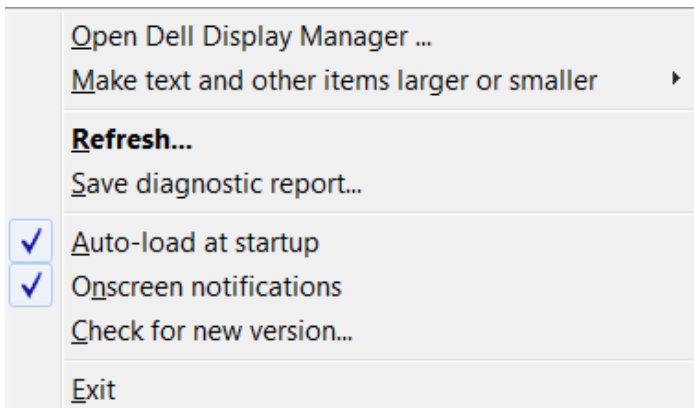 Open Dell Display Manager ...
Make text and other items larger or smaller
Refresh...
Save diagnostic report...
Auto-load at startup
Onscreen notifications
Check for new version...
Exit